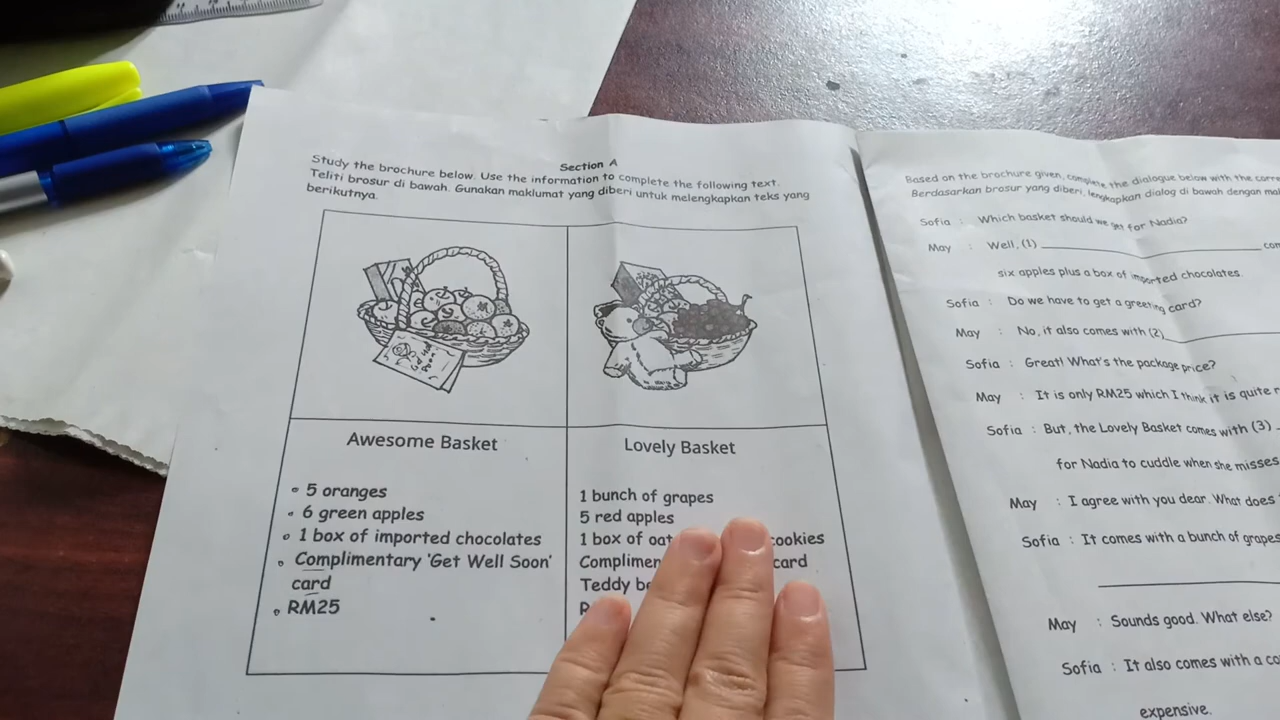 Section A
Study the brochure below. Use the information to complete the following text.
Teliti brosur di bawah. Gunakan maklumat yang diberi untuk melengkapkan teks yang
berikutnya.
Get Well
Soon
Awesome Basket
5 oranges
6 green apples
1 box of imported chocolates
Complimentary 'Get Well Soon'
card
RM25
Lovely Basket
1 bunch of grapes
5 red apples
1 box of oat cookies
card
Teddy
Based on the brochure given, complete the dialogue below with the
Berdasarkan brosur yang diberi, lengkapkan dialog di bawah dengan
Sofia : Which basket should we get for Nadia?
May : Well, (1)
six apples plus a box of imported chocolates.
Sofia : Do we have to get a greeting card?
May : No, it also comes with (2)
Sofia : Great! What's the package price?
May : It is only RM25 which I think it is quite
Sofia : But, the Lovely Basket comes with (3)
for Nadia to cuddle when she misses
May : I agree with you dear. What does
Sofia : It comes with a bunch of grapes
May : Sounds good. What else?
Sofia : It also comes with a
expensive.